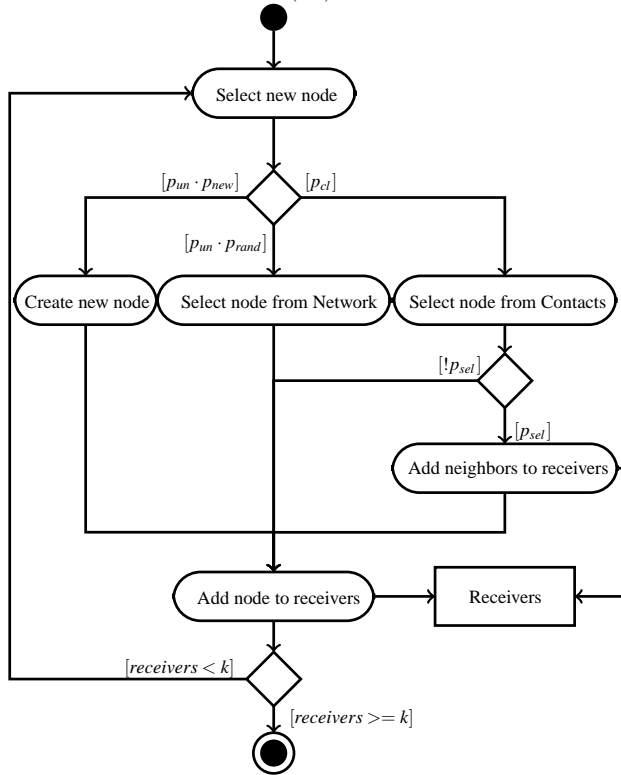 Select new node
[p_un · p_new]
[p_cl]
[p_un · p_rand]
Create new node
Select node from Network
Select node from Contacts
[!p_sel]
[p_sel]
Add neighbors to receivers
Add node to receivers
Receivers
[receivers < k]
[receivers >= k]